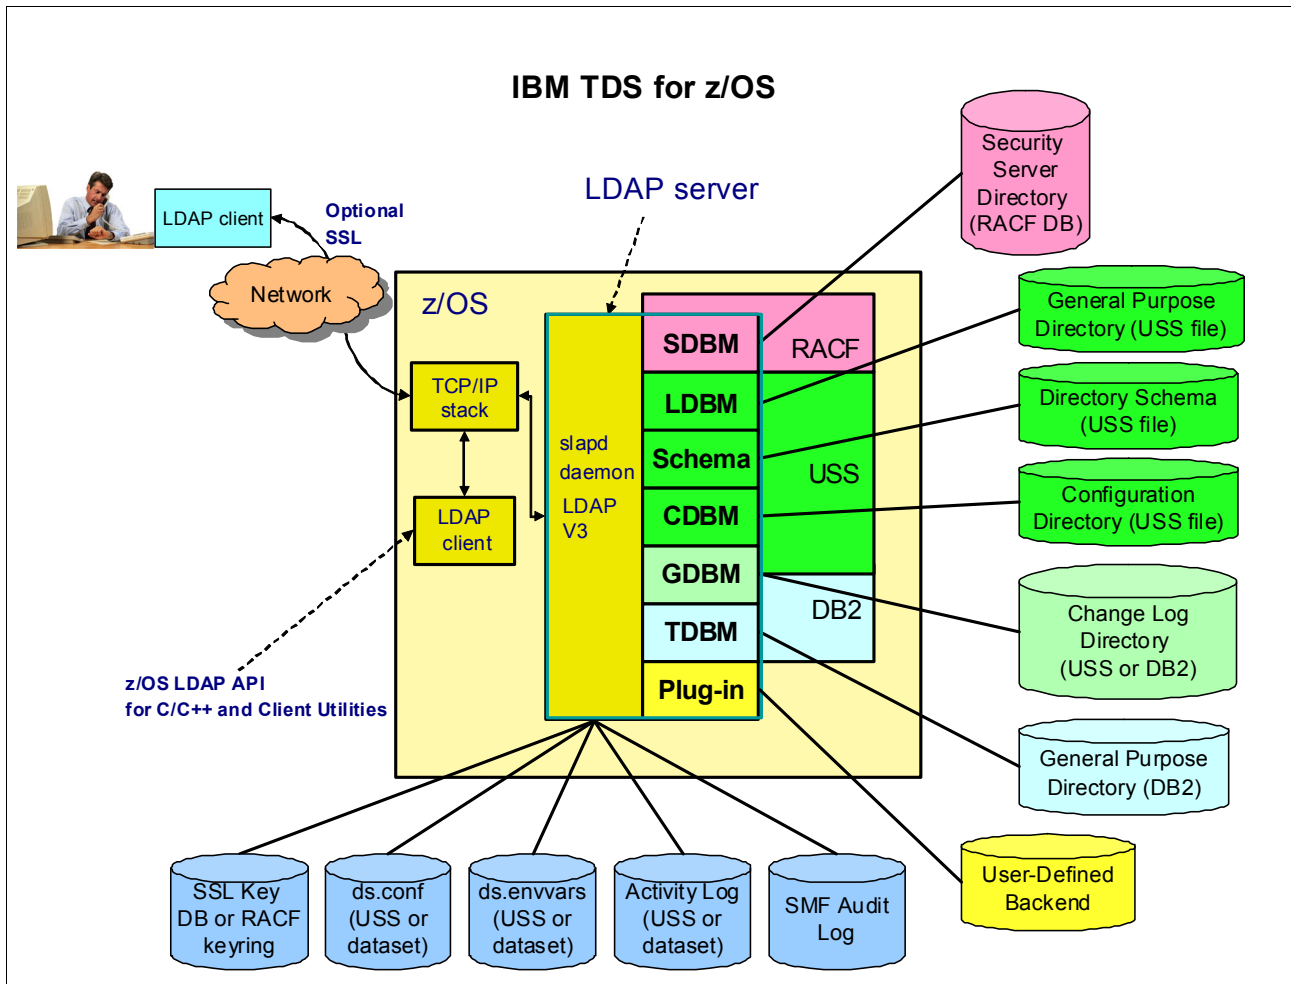 IBM TDS for z/OS
Security
Server
Directory
(RACF DB)
LDAP client
Optional
SSL
LDAP server
Network
z/OS
General Purpose
Directory (USS file)
SDBM
RACF
TCP/IP
stack
LDBM
Directory Schema
(USS file)
slapd
daemon
LDAP
V3
Schema
USS
CDBM
Configuration
Directory (USS file)
LDAP
client
GDBM
DB2
TDBM
Change Log
Directory
(USS or DB2)
z/OS LDAP API
for C/C++ and Client Utilities
Plug-in
General Purpose
Directory (DB2)
SSL Key
DB or RACF
keyring
ds.conf
(USS or
dataset)
ds.envvars
(USS or
dataset)
Activity Log
(USS or
dataset)
SMF Audit
Log
User-Defined
Backend